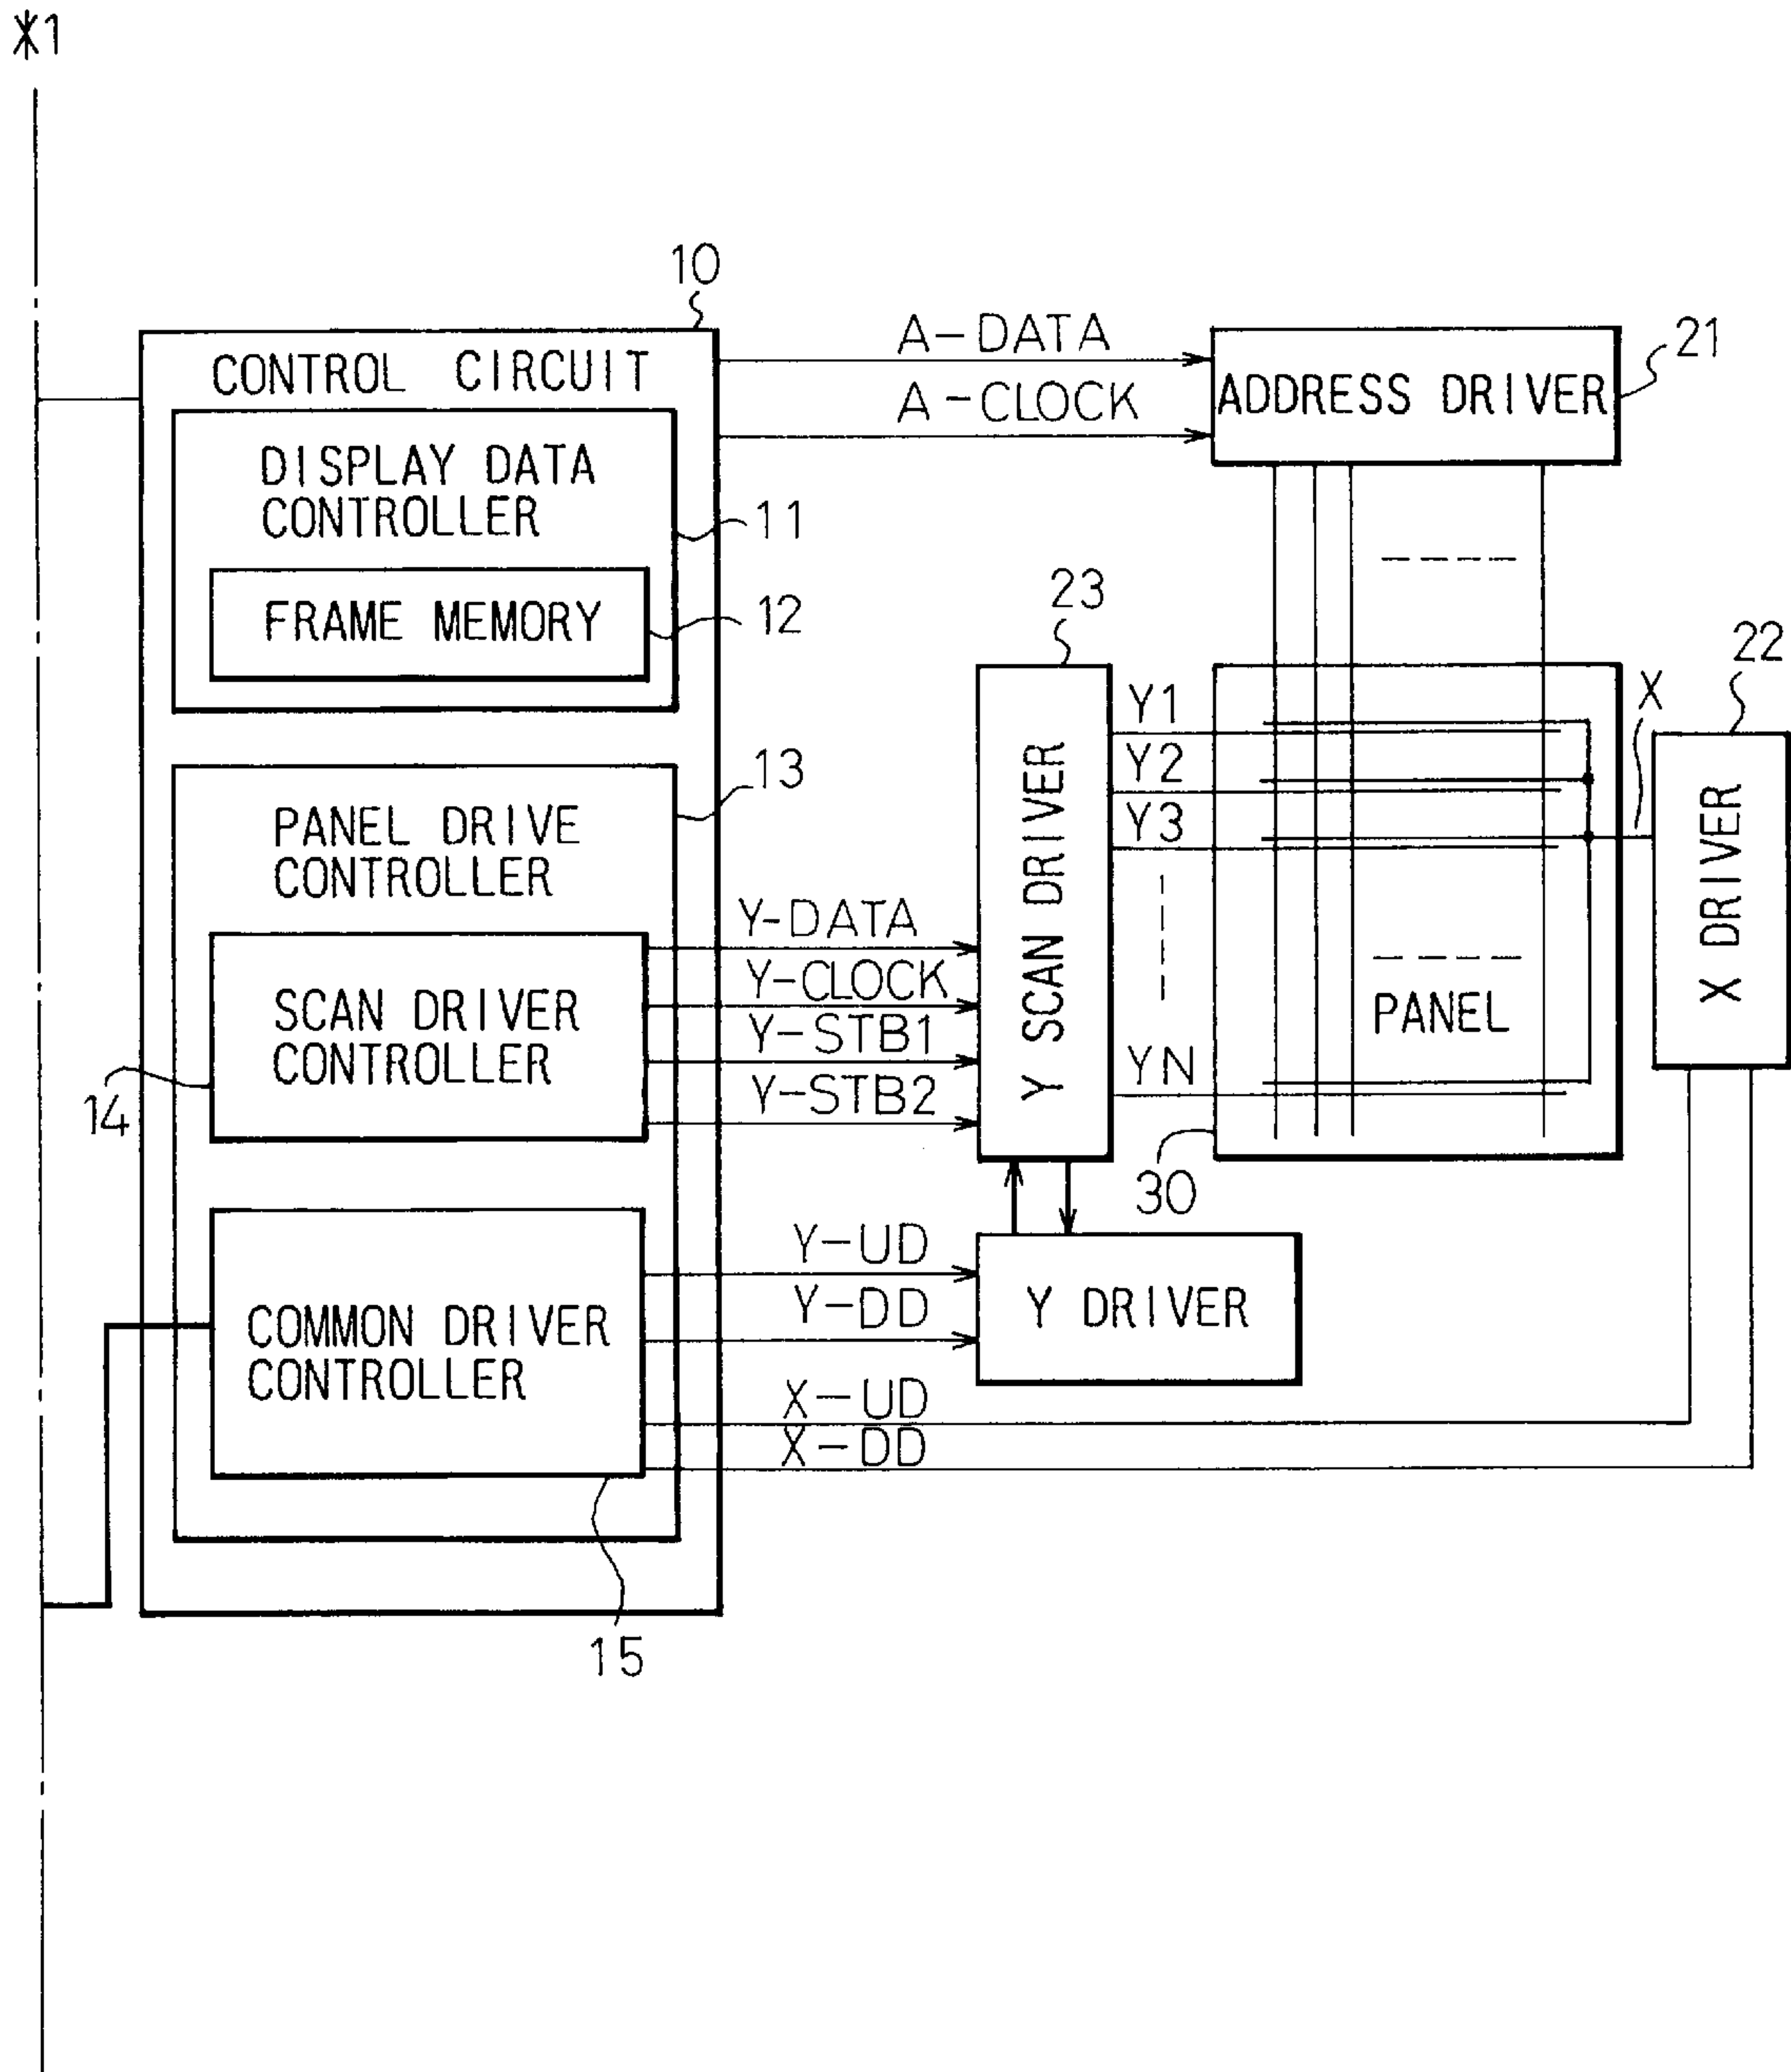 *1
10
CONTROL CIRCUIT
DISPLAY DATA
CONTROLLER
11
FRAME MEMORY
12
13
PANEL DRIVE
CONTROLLER
SCAN DRIVER
CONTROLLER
14
COMMON DRIVER
CONTROLLER
15
A-DATA
A-CLOCK
ADDRESS DRIVER
21
23
Y SCAN DRIVER
Y1
Y2
Y3
YN
X
22
X DRIVER
PANEL
30
Y-DATA
Y-CLOCK
Y-STB1
Y-STB2
Y-UD
Y-DD
Y DRIVER
X-UD
X-DD